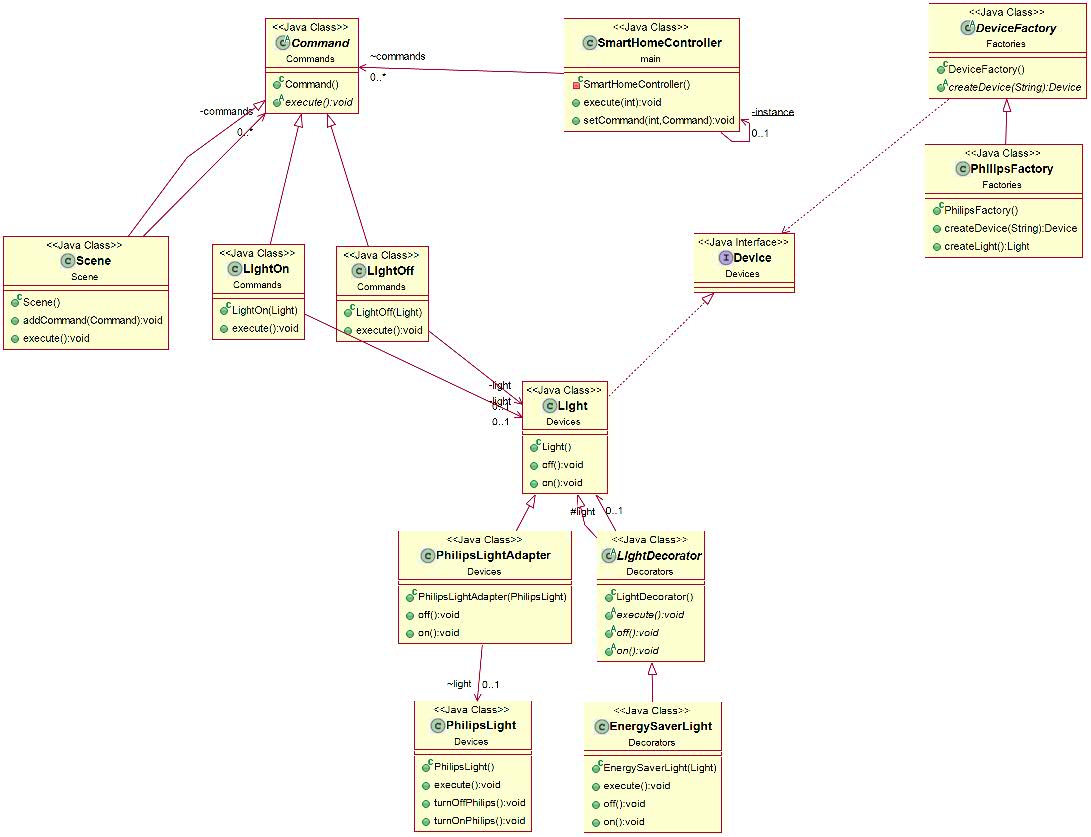 <<Java Class>>
Command
Commands
Command()
execute():void
<<Java Class>>
SmartHomeController
main
SmartHomeController()
execute(int):void
setCommand(int,Command):void
<<Java Class>>
DeviceFactory
Factories
DeviceFactory()
createDevice(String):Device
~commands
0..*
-instance
0..1
-commands
0..*
<<Java Class>>
PhilipsFactory
Factories
PhilipsFactory()
createDevice(String):Device
createLight():Light
<<Java Class>>
Scene
Scene
Scene()
addCommand(Command):void
execute():void
<<Java Class>>
LightOn
Commands
LightOn(Light)
execute():void
<<Java Class>>
LightOff
Commands
LightOff(Light)
execute():void
<<Java Interface>>
Device
Devices
-light
0..1
-light
0..1
<<Java Class>>
Light
Devices
Light()
off():void
on():void
#light
0..1
<<Java Class>>
PhilipsLightAdapter
Devices
PhilipsLightAdapter(PhilipsLight)
off():void
on():void
<<Java Class>>
LightDecorator
Decorators
LightDecorator()
execute():void
off():void
on():void
~light
0..1
<<Java Class>>
PhilipsLight
Devices
PhilipsLight()
execute():void
turnOffPhilips():void
turnOnPhilips():void
<<Java Class>>
EnergySaverLight
Decorators
EnergySaverLight(Light)
execute():void
off():void
on():void